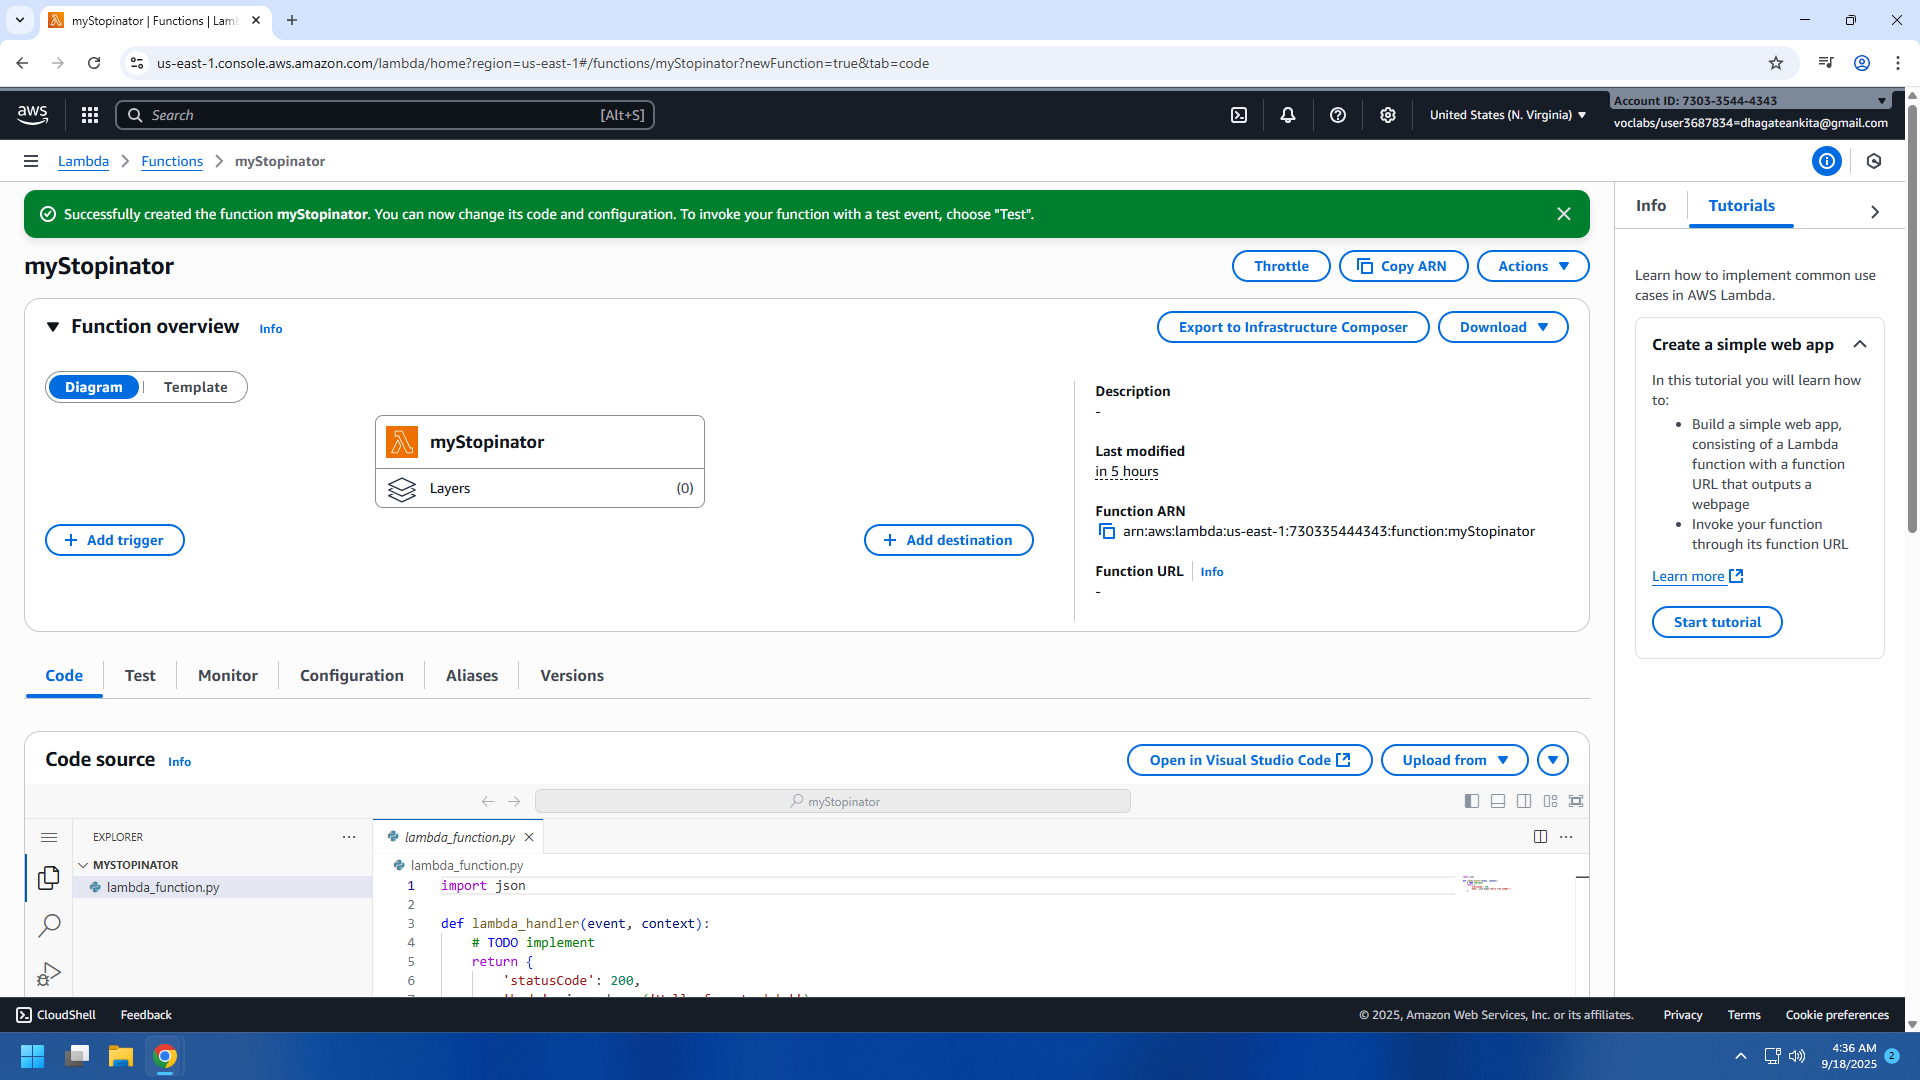 myStopinator | Functions | Lam
us-east-1.console.aws.amazon.com/lambda/home?region=us-east-1#/functions/myStopinator?newFunction=true&tab=code
aws
Search [Alt+S]
United States (N. Virginia)
Account ID: 7303-3544-4343
voclabs/user3687834=dhagateankita@gmail.com
Lambda
Functions
myStopinator
Successfully created the function myStopinator. You can now change its code and configuration. To invoke your function with a test event, choose "Test".
myStopinator
Throttle
Copy ARN
Actions
Function overview Info
Export to Infrastructure Composer
Download
Diagram
Template
myStopinator
Layers (0)
Add trigger
Add destination
Description
-
Last modified
in 5 hours
Function ARN
arn:aws:lambda:us-east-1:730335444343:function:myStopinator
Function URL Info
-
Info
Tutorials
Learn how to implement common use
cases in AWS Lambda.
Create a simple web app
In this tutorial you will learn how
to:
• Build a simple web app,
consisting of a Lambda
function with a function
URL that outputs a
webpage
• Invoke your function
through its function URL
Learn more
Start tutorial
Code
Test
Monitor
Configuration
Aliases
Versions
Code source Info
Open in Visual Studio Code
Upload from
myStopinator
EXPLORER
MYSTOPINATOR
lambda_function.py
lambda_function.py
lambda_function.py
1 import json
2
3 def lambda_handler(event, context):
4 # TODO implement
5 return {
6 'statusCode': 200,
CloudShell
Feedback
© 2025, Amazon Web Services, Inc. or its affiliates.
Privacy
Terms
Cookie preferences
4:36 AM
9/18/2025
2